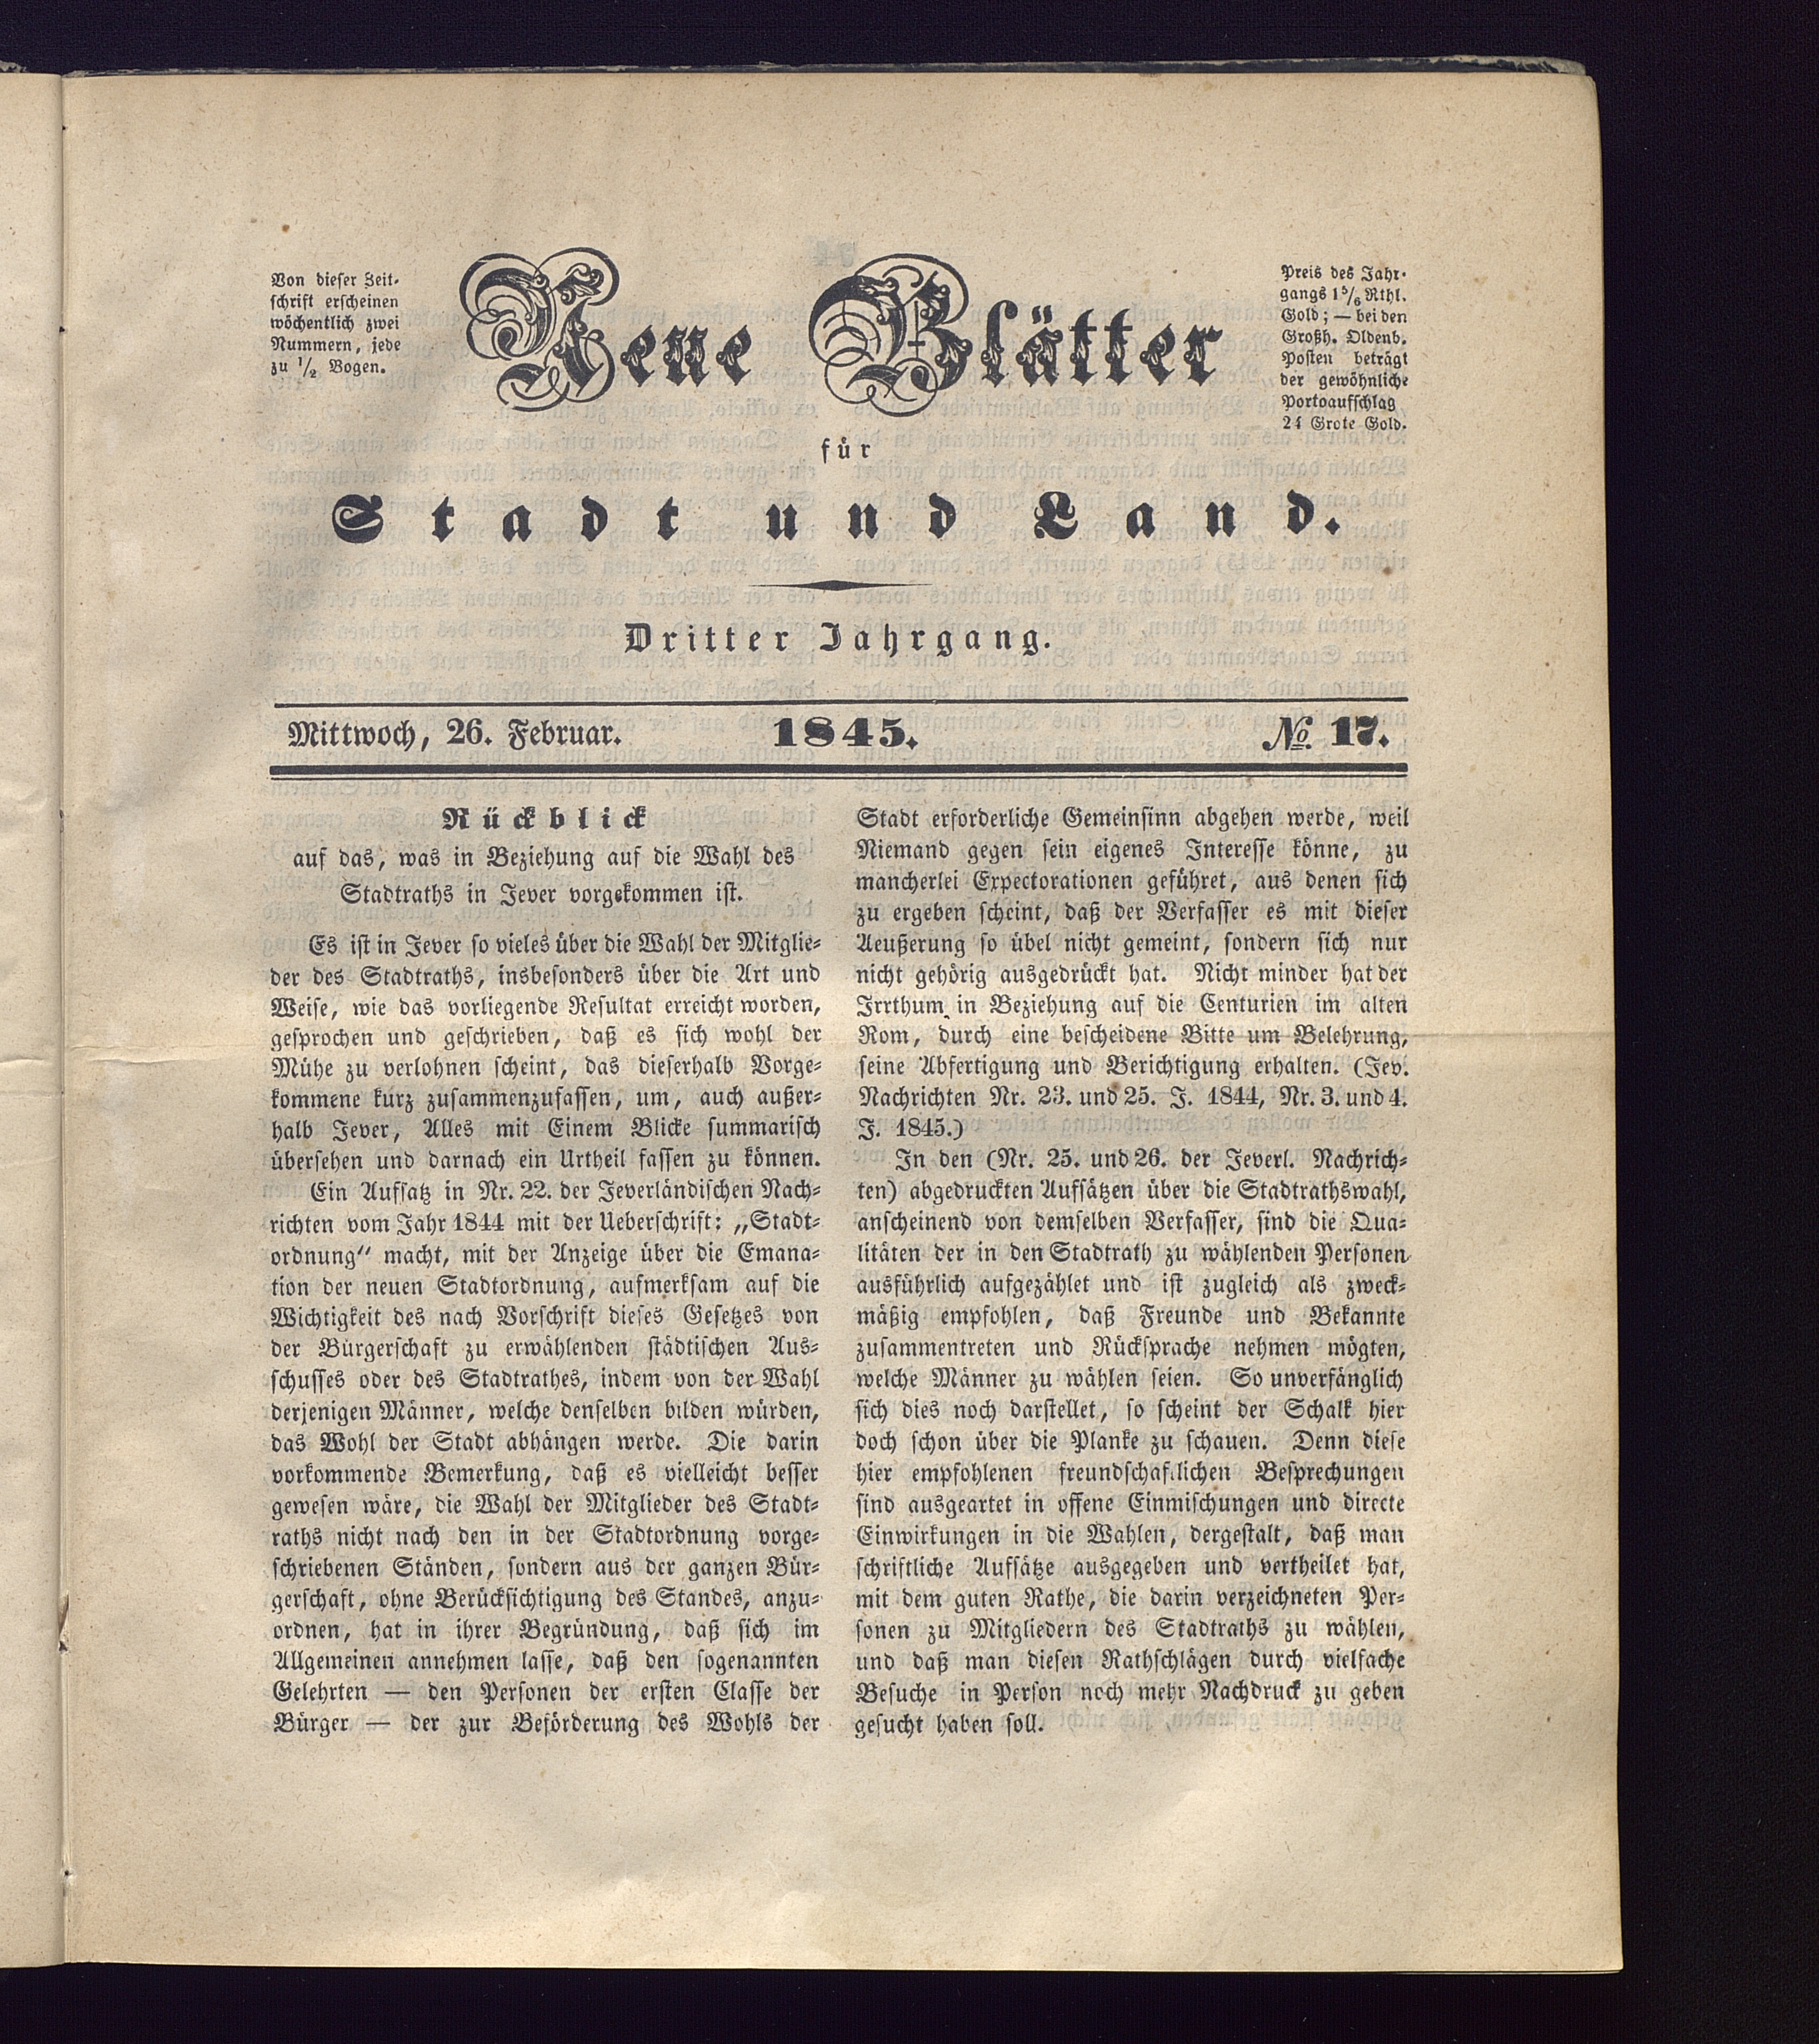 Von dieser Zeit-
schrift erscheinen
wöchentlich zwei
Nummern, jede
zu 1/2 Bogen.
Neue Blätter
Preis des Jahr-
gangs 1 5/6 Rthl.
Gold; — bei den
Großh. Oldenb.
Posten beträgt
der gewöhnliche
Portoaufschlag
24 Grote Gold.
für
Stadt und Land.
Dritter Jahrgang.
Mittwoch, 26. Februar. 1845. No. 17.
Rückblick
auf das, was in Beziehung auf die Wahl des
Stadtraths in Jever vorgekommen ist.
Es ist in Jever so vieles über die Wahl der Mitglie-
der des Stadtraths, insbesonders über die Art und
Weise, wie das vorliegende Resultat erreicht worden,
gesprochen und geschrieben, daß es sich wohl der
Mühe zu verlohnen scheint, das dieserhalb Vorge-
kommene kurz zusammenzufassen, um, auch außer-
halb Jever, Alles mit Einem Blicke summarisch
übersehen und darnach ein Urtheil fassen zu können.
Ein Aufsatz in Nr. 22. der Jeverländischen Nach-
richten vom Jahr 1844 mit der Ueberschrift: „Stadt-
ordnung“ macht, mit der Anzeige über die Emana-
tion der neuen Stadtordnung, aufmerksam auf die
Wichtigkeit des nach Vorschrift dieses Gesetzes von
der Bürgerschaft zu erwählenden städtischen Aus-
schusses oder des Stadtrathes, indem von der Wahl
derjenigen Männer, welche denselben bilden würden,
das Wohl der Stadt abhängen werde. Die darin
vorkommende Bemerkung, daß es vielleicht besser
gewesen wäre, die Wahl der Mitglieder des Stadt-
raths nicht nach den in der Stadtordnung vorge-
schriebenen Ständen, sondern aus der ganzen Bür-
gerschaft, ohne Berücksichtigung des Standes, anzu-
ordnen, hat in ihrer Begründung, daß sich im
Allgemeinen annehmen lasse, daß den sogenannten
Gelehrten — den Personen der ersten Classe der
Bürger — der zur Beförderung des Wohls der
Stadt erforderliche Gemeinsinn abgehen werde, weil
Niemand gegen sein eigenes Interesse könne, zu
mancherlei Expectorationen geführet, aus denen sich
zu ergeben scheint, daß der Verfasser es mit dieser
Aeußerung so übel nicht gemeint, sondern sich nur
nicht gehörig ausgedrückt hat. Nicht minder hat der
Irrthum in Beziehung auf die Centurien im alten
Rom, durch eine bescheidene Bitte um Belehrung,
seine Abfertigung und Berichtigung erhalten. (Jev.
Nachrichten Nr. 23. und 25. J. 1844, Nr. 3. und 4.
J. 1845.)
In den (Nr. 25. und 26. der Jeverl. Nachrich-
ten) abgedruckten Aufsätzen über die Stadtrathswahl,
anscheinend von demselben Verfasser, sind die Qua-
litäten der in den Stadtrath zu wählenden Personen
ausführlich aufgezählet und ist zugleich als zweck-
mäßig empfohlen, daß Freunde und Bekannte
zusammentreten und Rücksprache nehmen mögten,
welche Männer zu wählen seien. So unverfänglich
sich dies noch darstellet, so scheint der Schalk hier
doch schon über die Planke zu schauen. Denn diese
hier empfohlenen freundschaftlichen Besprechungen
sind ausgeartet in offene Einmischungen und directe
Einwirkungen in die Wahlen, dergestalt, daß man
schriftliche Aufsätze ausgegeben und vertheilet hat,
mit dem guten Rathe, die darin verzeichneten Per-
sonen zu Mitgliedern des Stadtraths zu wählen,
und daß man diesen Rathschlägen durch vielfache
Besuche in Person noch mehr Nachdruck zu geben
gesucht haben soll.